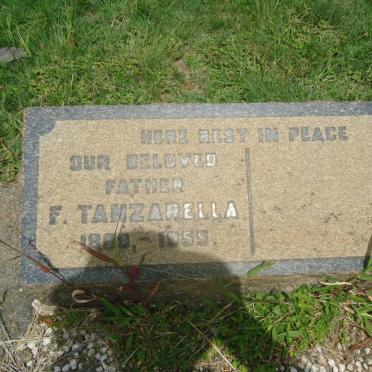 HERE REST IN PEACE
OUR BELOVED
FATHER
F. TANZARELLA
- 1955